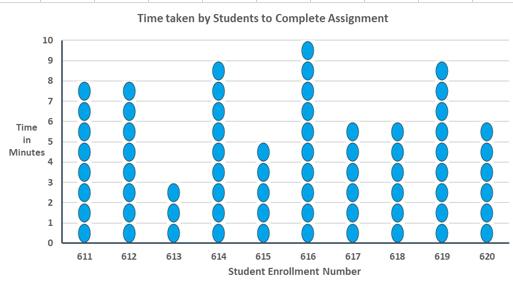 Time taken by Students to Complete Assignment
10
9
8
7
6
5
4
3
2
1
0
Time
in
Minutes
611 612 613 614 615 616 617 618 619 620
Student Enrollment Number